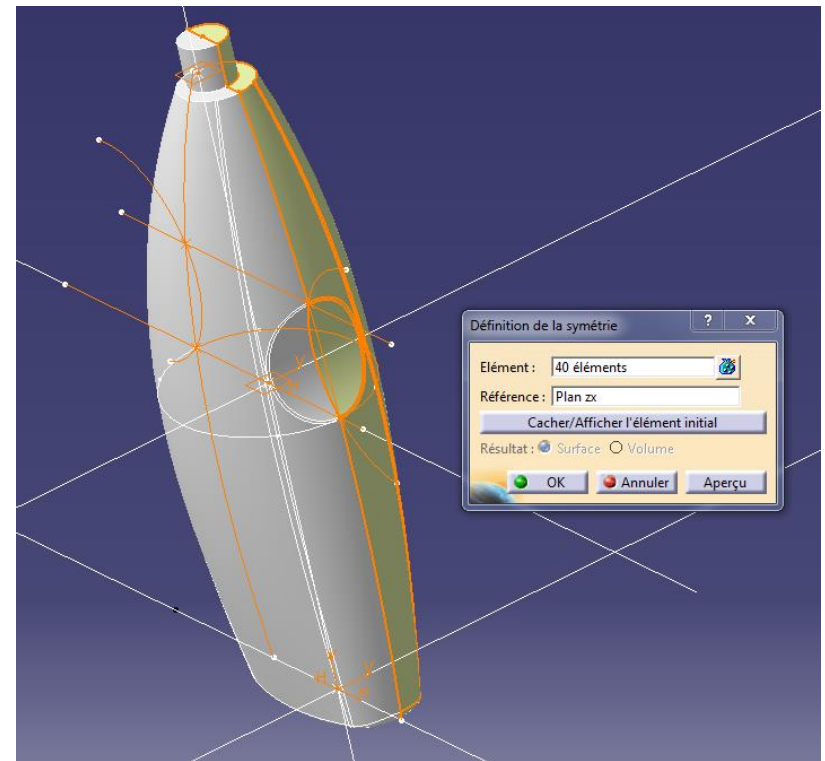 Définition de la symétrie ? X
Elément : 40 éléments
Référence : Plan zx
Cacher/Afficher l'élément initial
Résultat : Surface Volume
OK Annuler Aperçu
V
H
V
H